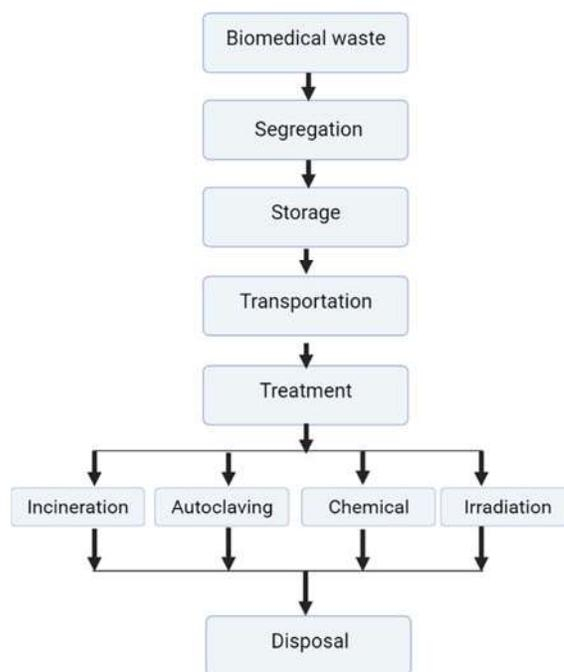 Biomedical waste
Segregation
Storage
Transportation
Treatment
Incineration
Autoclaving
Chemical
Irradiation
Disposal